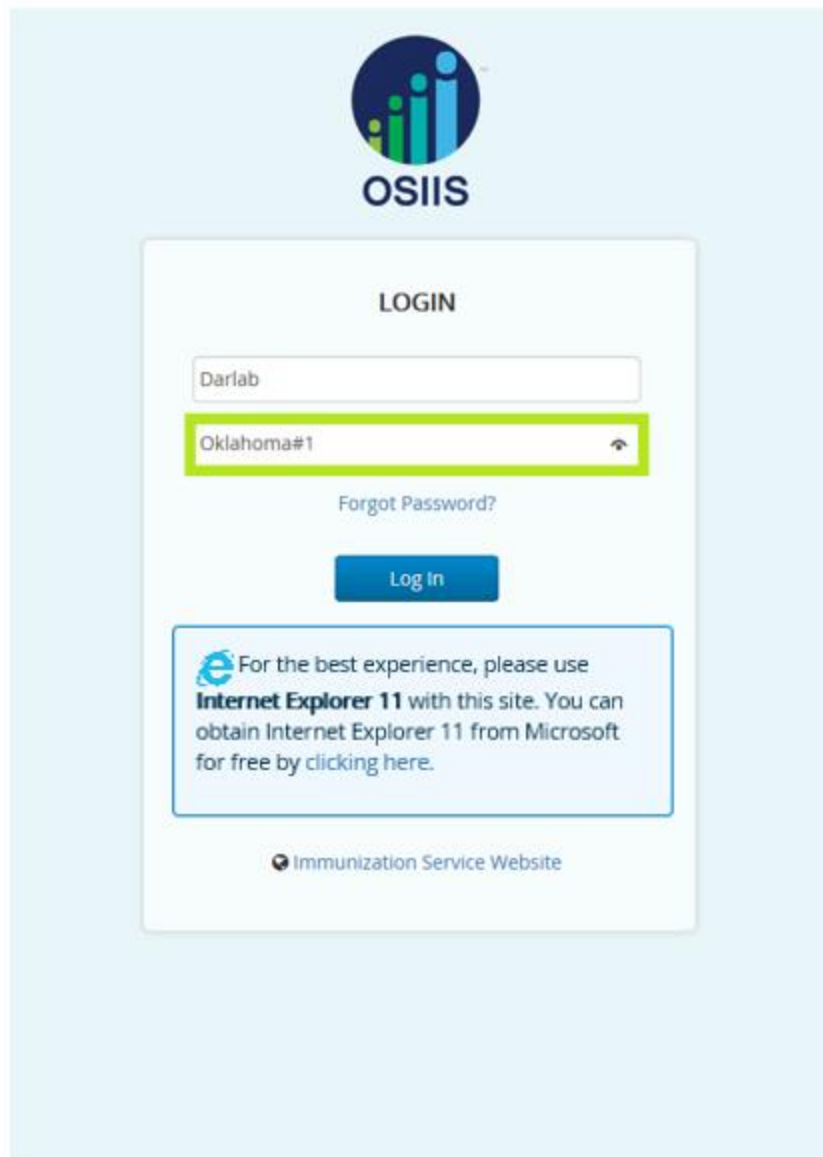 OSIIS
LOGIN
Darlab
Oklahoma#1
Forgot Password?
Log In
For the best experience, please use
Internet Explorer 11 with this site. You can
obtain Internet Explorer 11 from Microsoft
for free by clicking here.
Immunization Service Website